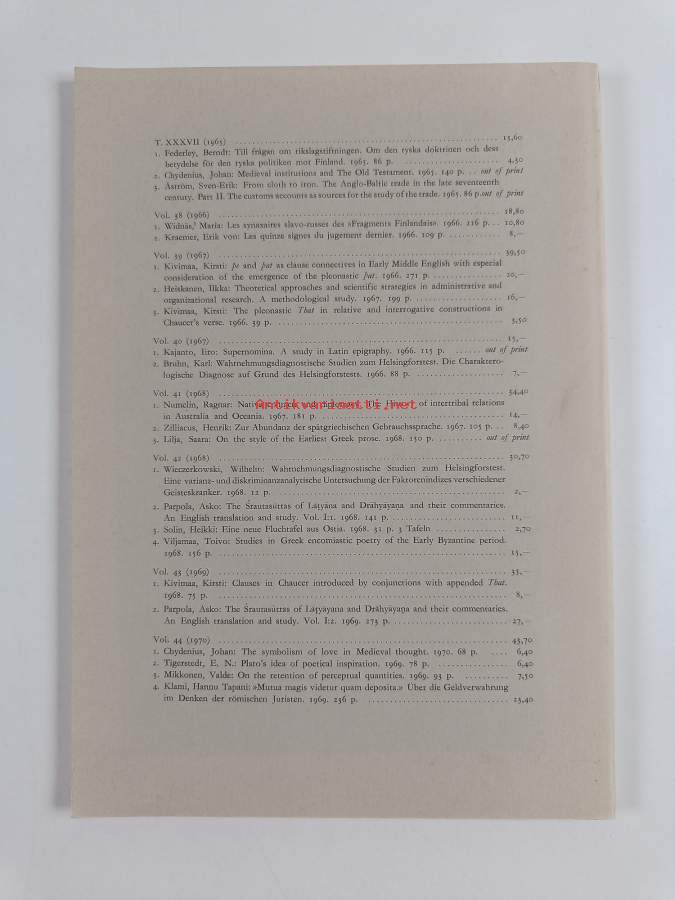 T. XXXVII (1965) 15,60
1. Federley, Berndt: Till frågan om rikslagstiftningen. Om den ryska doktrinen och dess
betydelse för den ryska politiken mot Finland. 1965. 86 p. 4,50
2. Chydenius, Johan: Medieval institutions and The Old Testament. 1965. 140 p. .. out of print
3. Åström, Sven-Erik: From sloth to iron. The Anglo-Baltic trade in the late seventeenth
century. Part II. The customs accounts as sources for the study of the trade. 1965. 86 p. out of print
Vol. 38 (1966) 18,80
1. Widnäs, Maria: Les synaxaires slavo-russes des »Fragments Finlandais». 1966. 216 p. .. 10,80
2. Kraemer, Erik von: Les quinze signes du jugement dernier. 1966. 109 p. 8,—
Vol. 39 (1967) 39,50
1. Kivimaa, Kirsti: þe and þat as clause connectives in Early Middle English with especial
consideration of the emergence of the pleonastic þat. 1966. 271 p. 20,—
2. Heiskanen, Ilkka: Theoretical approaches and scientific strategies in administrative and
organizational research. A methodological study. 1967. 199 p. 16,—
3. Kivimaa, Kirsti: The pleonastic That in relative and interrogative constructions in
Chaucer's verse. 1966. 39 p. 3,50
Vol. 40 (1967) 15,—
1. Kajanto, Iiro: Supernomina. A study in Latin epigraphy. 1966. 115 p. out of print
2. Bruhn, Karl: Wahrnehmungsdiagnostische Studien zum Helsingforstest. Die Charaktero-
logische Diagnose auf Grund des Helsingforstests. 1966. 88 p. 7,—
Vol. 41 (1968) 34,40
1. Numelin, Ragnar: Native of intertribal relations
in Australia and Oceania. 1967. 181 p. 14,—
Antikvariaatti.net
2. Zilliacus, Henrik: Zur Abundanz der spätgriechischen Gebrauchssprache. 1967. 105 p. .. 8,40
3. Lilja, Saara: On the style of the Earliest Greek prose. 1968. 150 p. out of print
Vol. 42 (1968) 30,70
1. Wieczerkowski, Wilhelm: Wahrnehmungsdiagnostische Studien zum Helsingforstest.
Eine varianz- und diskriminanzanalytische Untersuchung der Faktorenindizes verschiedener
Geisteskranker. 1968. 12 p. 2,—
2. Parpola, Asko: The Śrautasūtras of Lāṭyāna and Drāhyāyaṇa and their commentaries.
An English translation and study. Vol. I:1. 1968. 141 p. 11,—
3. Solin, Heikki: Eine neue Fluchtafel aus Ostia. 1968. 31 p. 3 Tafeln 2,70
4. Viljamaa, Toivo: Studies in Greek encomiastic poetry of the Early Byzantine period.
1968. 156 p. 15,—
Vol. 43 (1969) 35,—
1. Kivimaa, Kirsti: Clauses in Chaucer introduced by conjunctions with appended That.
1968. 75 p. 8,—
2. Parpola, Asko: The Śrautasūtras of Lāṭyāyana and Drāhyāyaṇa and their commentaries.
An English translation and study. Vol. I:2. 1969. 273 p. 27,—
Vol. 44 (1970) 43,70
1. Chydenius, Johan: The symbolism of love in Medieval thought. 1970. 68 p. 6,40
2. Tigerstedt, E. N.: Plato's idea of poetical inspiration. 1969. 78 p. 6,40
3. Mikkonen, Valde: On the retention of perceptual quantities. 1969. 93 p. 7,50
4. Klami, Hannu Tapani: »Mutua magis videtur quam deposita.» Über die Geldverwahrung
im Denken der römischen Juristen. 1969. 236 p. 23,40